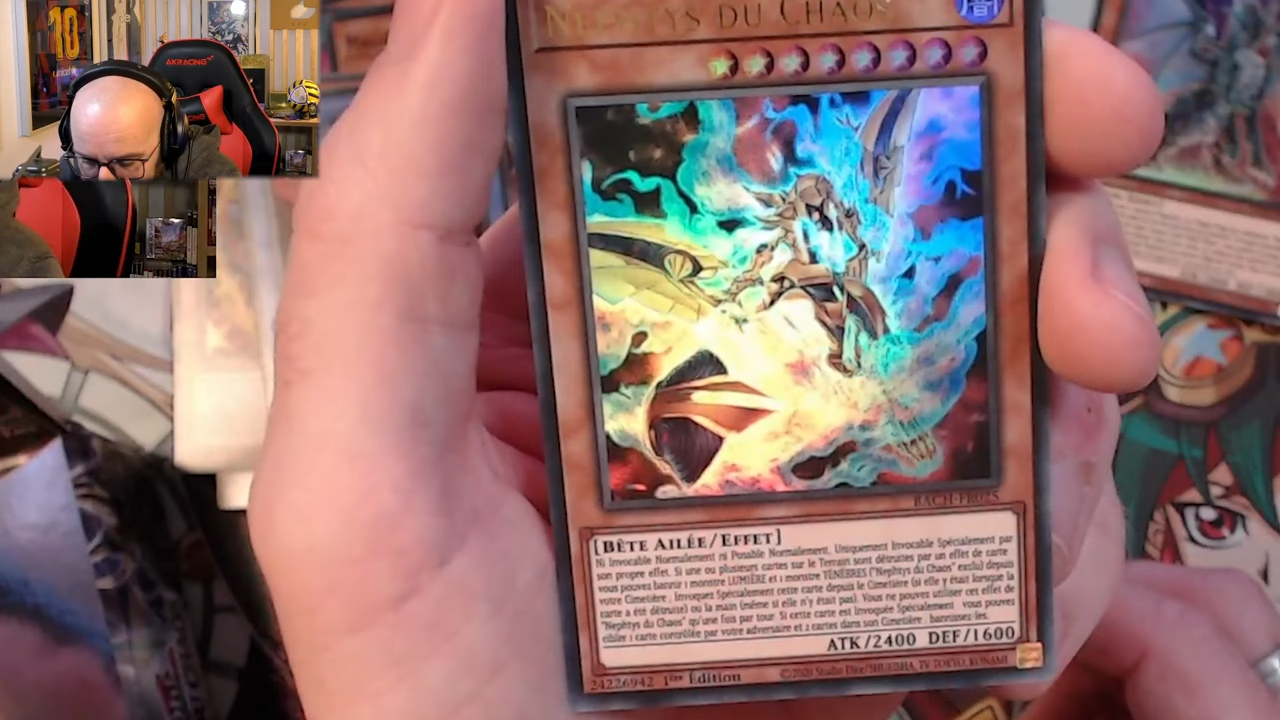 NEPHTYS DU CHAOS
闇
10
unicef
AKRACING
BACH-FR025
[BÊTE AILÉE/EFFET]
Ni Invocable Normalement ni Posable Normalement. Uniquement Invocable Spécialement par
son propre effet. Si une ou plusieurs cartes sur le Terrain sont détruites par un effet de carte
vous pouvez bannir 1 monstre LUMIÈRE et 1 monstre TÉNÈBRES ("Nephtys du Chaos" exclu) depuis
votre Cimetière ; Invoquez Spécialement cette carte depuis le Cimetière (si elle y était lorsque la
carte a été détruite) ou la main (même si elle n'y était pas). Vous ne pouvez utiliser cet effet de
"Nephtys du Chaos" qu'une fois par tour. Si cette carte est Invoquée Spécialement vous pouvez
cibler 1 carte contrôlée par votre adversaire et 2 cartes dans son Cimetière ; bannissez-les.
ATK/2400 DEF/1600
24226942 1ère Édition
©2020 Studio Dice/SHUEISHA, TV TOKYO, KONAMI